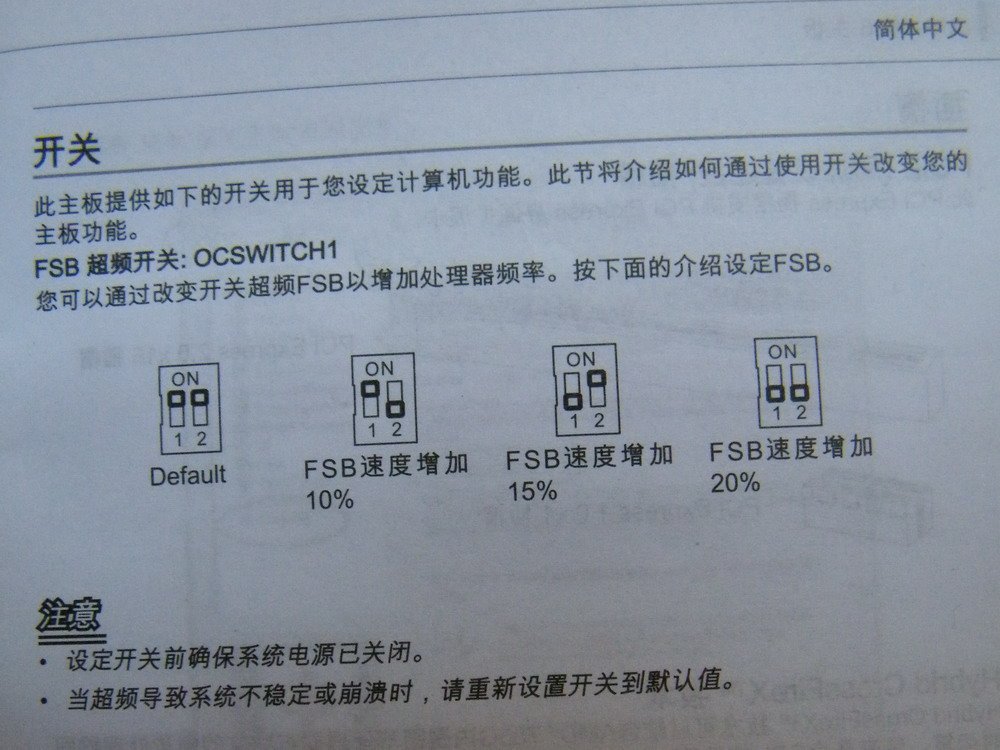 简体中文
开关
此主板提供如下的开关用于您设定计算机功能。此节将介绍如何通过使用开关改变您的
主板功能。
FSB 超频开关: OCSWITCH1
您可以通过改变开关超频FSB以增加处理器频率。按下面的介绍设定FSB。
ON
1 2
Default
ON
1 2
FSB速度增加
10%
ON
1 2
FSB速度增加
15%
ON
1 2
FSB速度增加
20%
注意
• 设定开关前确保系统电源已关闭。
• 当超频导致系统不稳定或崩溃时，请重新设置开关到默认值。